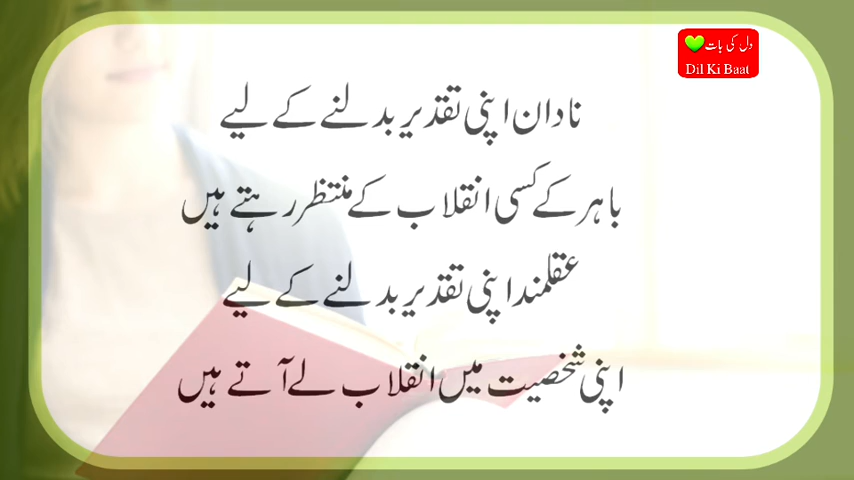 دل کی بات
Dil Ki Baat
نادان اپنی تقدیر بدلنے کے لیے
باہر کے کسی انقلاب کے منتظر رہتے ہیں
عقلمند اپنی تقدیر بدلنے کے لیے
اپنی شخصیت میں انقلاب لے آتے ہیں